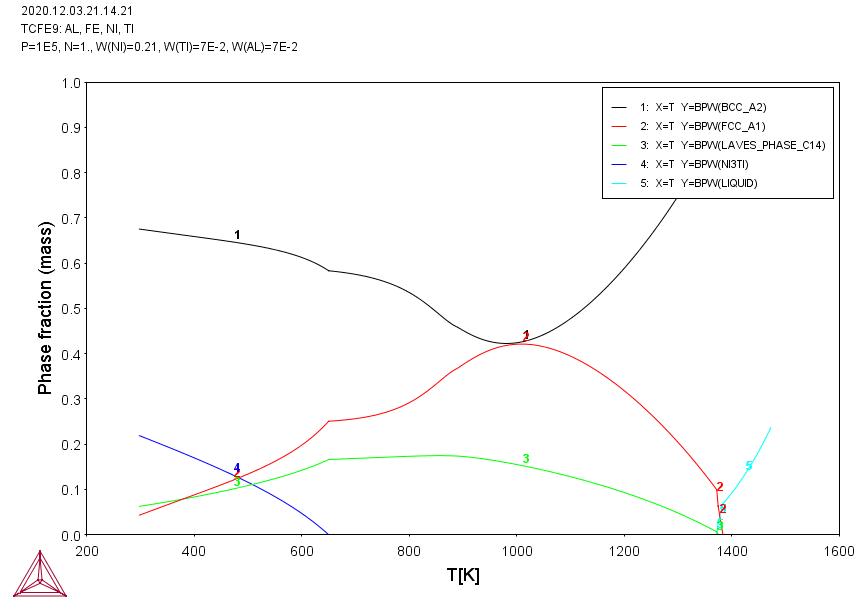 2020.12.03.21.14.21
TCFE9: AL, FE, NI, TI
P=1E5, N=1., W(NI)=0.21, W(TI)=7E-2, W(AL)=7E-2
1.0
0.9
0.8
0.7
0.6
0.5
0.4
0.3
0.2
0.1
0.0
Phase fraction (mass)
1: X=T Y=BPW(BCC_A2)
2: X=T Y=BPW(FCC_A1)
3: X=T Y=BPW(LAVES_PHASE_C14)
4: X=T Y=BPW(NI3TI)
5: X=T Y=BPW(LIQUID)
1
1
2
4
2
3
3
5
2
2
3
200 400 600 800 1000 1200 1400 1600
T[K]